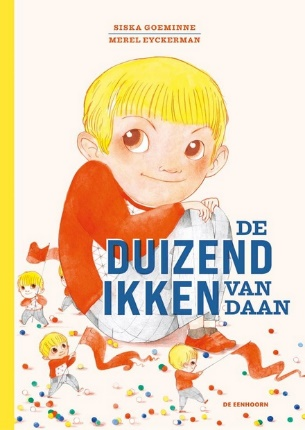 SISKA GOEMINNE
MEREL EYCKERMAN
DE
DUIZEND
IKKEN VAN
DAAN
DE EENHOORN